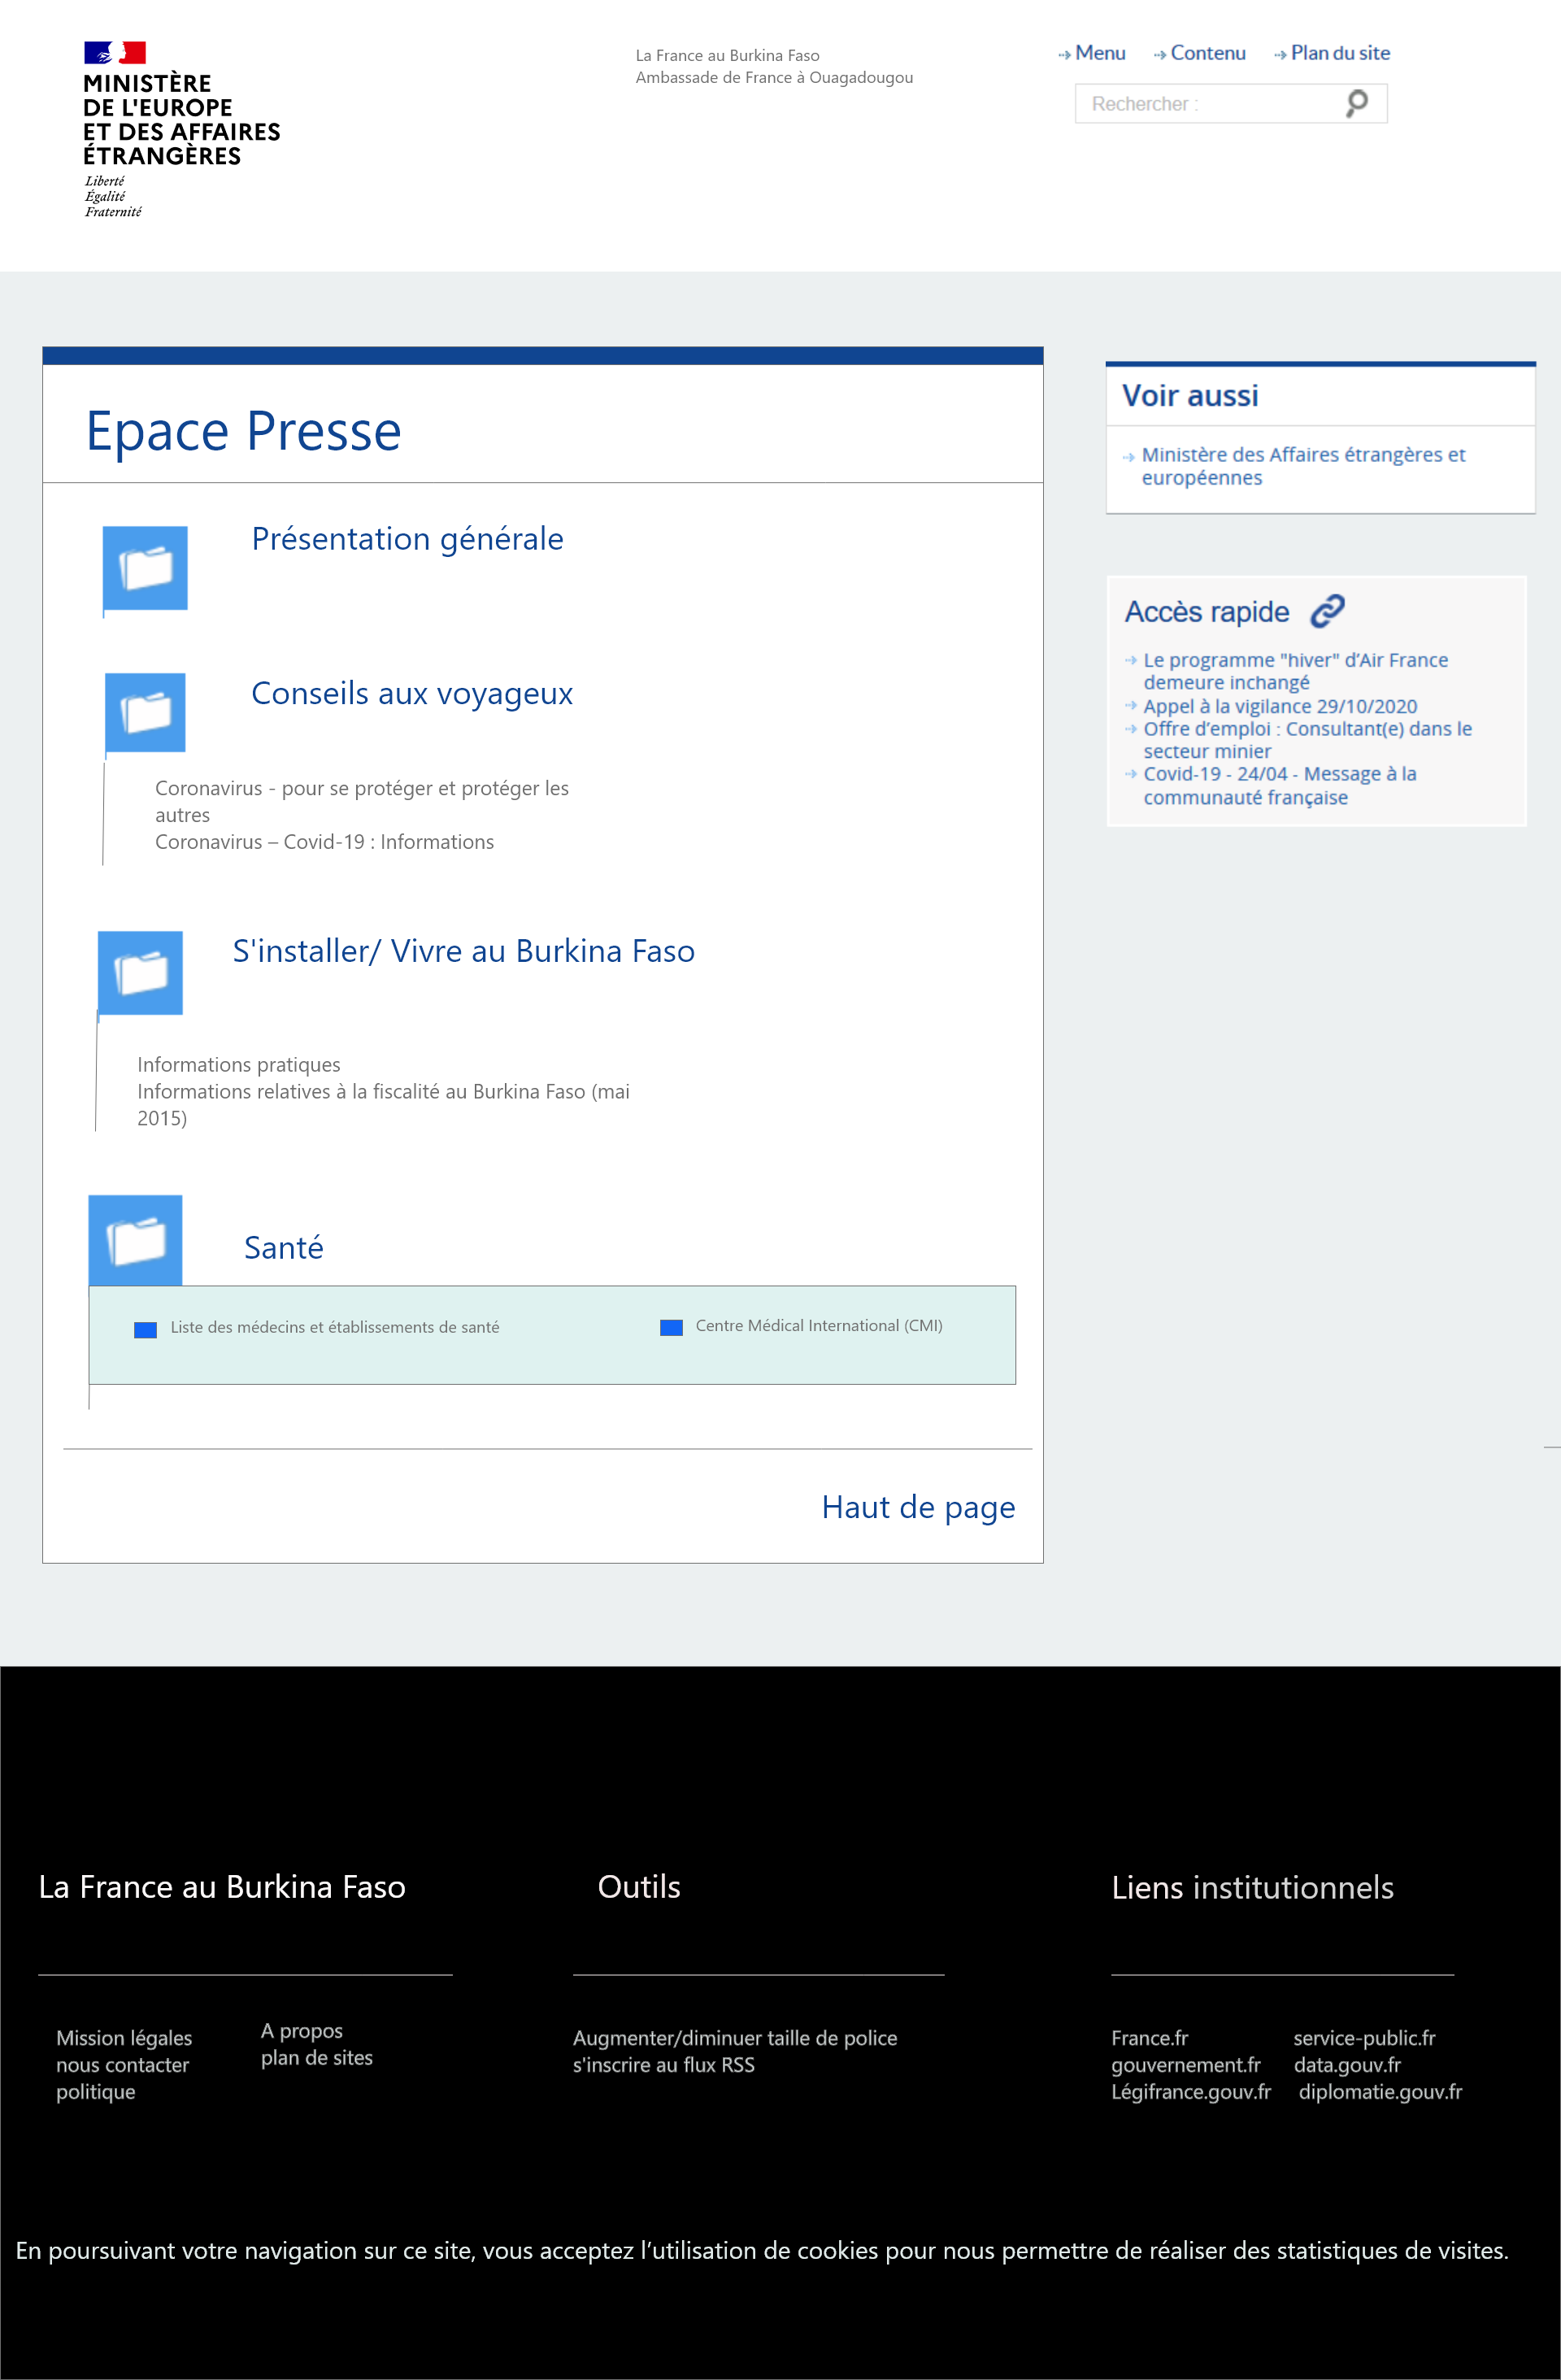 MINISTÈRE
DE L'EUROPE
ET DES AFFAIRES
ÉTRANGÈRES
Liberté
Égalité
Fraternité
La France au Burkina Faso
Ambassade de France à Ouagadougou
Menu
Contenu
Plan du site
Rechercher :
Epace Presse
Présentation générale
Conseils aux voyageux
Coronavirus - pour se protéger et protéger les
autres
Coronavirus – Covid-19 : Informations
S'installer/ Vivre au Burkina Faso
Informations pratiques
Informations relatives à la fiscalité au Burkina Faso (mai
2015)
Santé
Liste des médecins et établissements de santé
Centre Médical International (CMI)
Haut de page
Voir aussi
Ministère des Affaires étrangères et
européennes
Accès rapide
Le programme "hiver" d’Air France
demeure inchangé
Appel à la vigilance 29/10/2020
Offre d’emploi : Consultant(e) dans le
secteur minier
Covid-19 - 24/04 - Message à la
communauté française
La France au Burkina Faso
Mission légales
nous contacter
politique
A propos
plan de sites
Outils
Augmenter/diminuer taille de police
s'inscrire au flux RSS
Liens institutionnels
France.fr
gouvernement.fr
Légifrance.gouv.fr
service-public.fr
data.gouv.fr
diplomatie.gouv.fr
En poursuivant votre navigation sur ce site, vous acceptez l’utilisation de cookies pour nous permettre de réaliser des statistiques de visites.